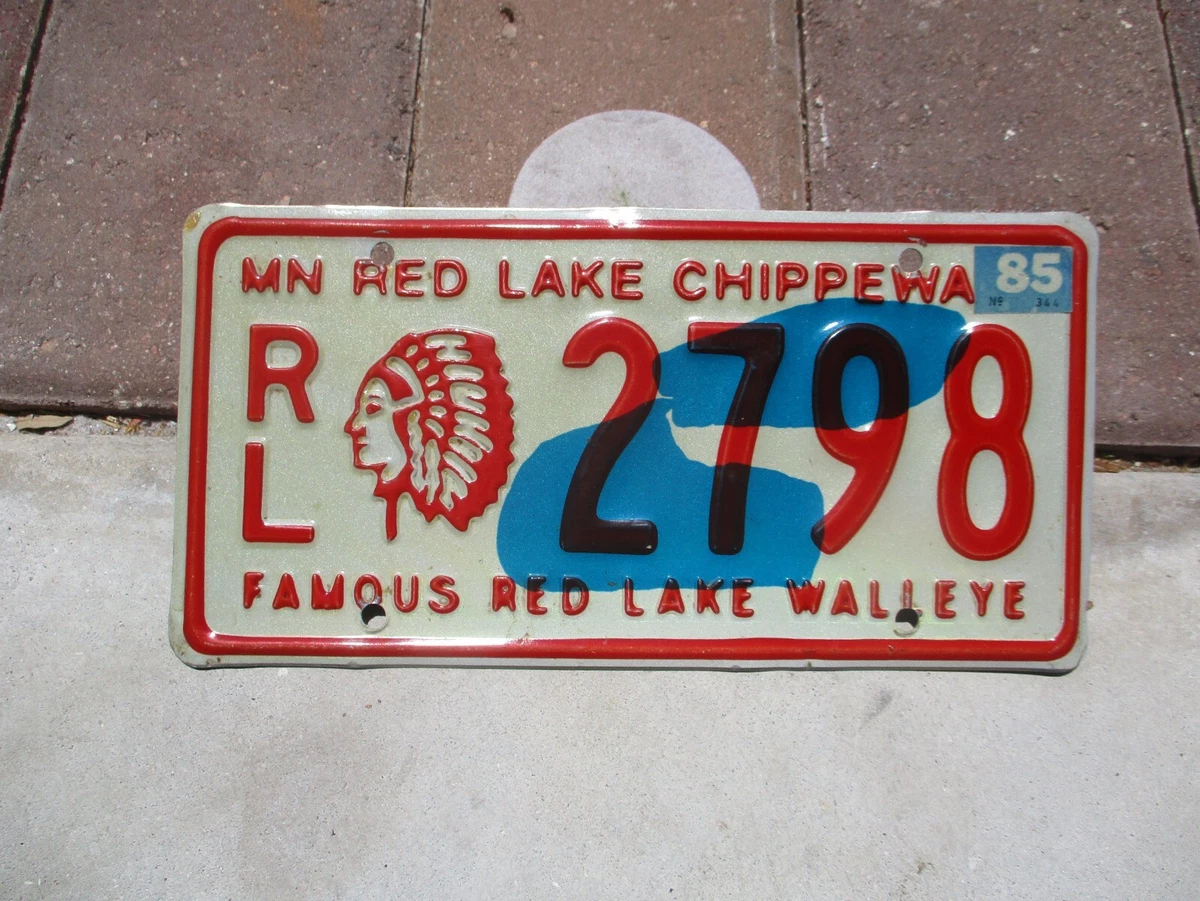 MN RED LAKE CHIPPEWA
85
Nº 344
RL 2798
FAMOUS RED LAKE WALLEYE